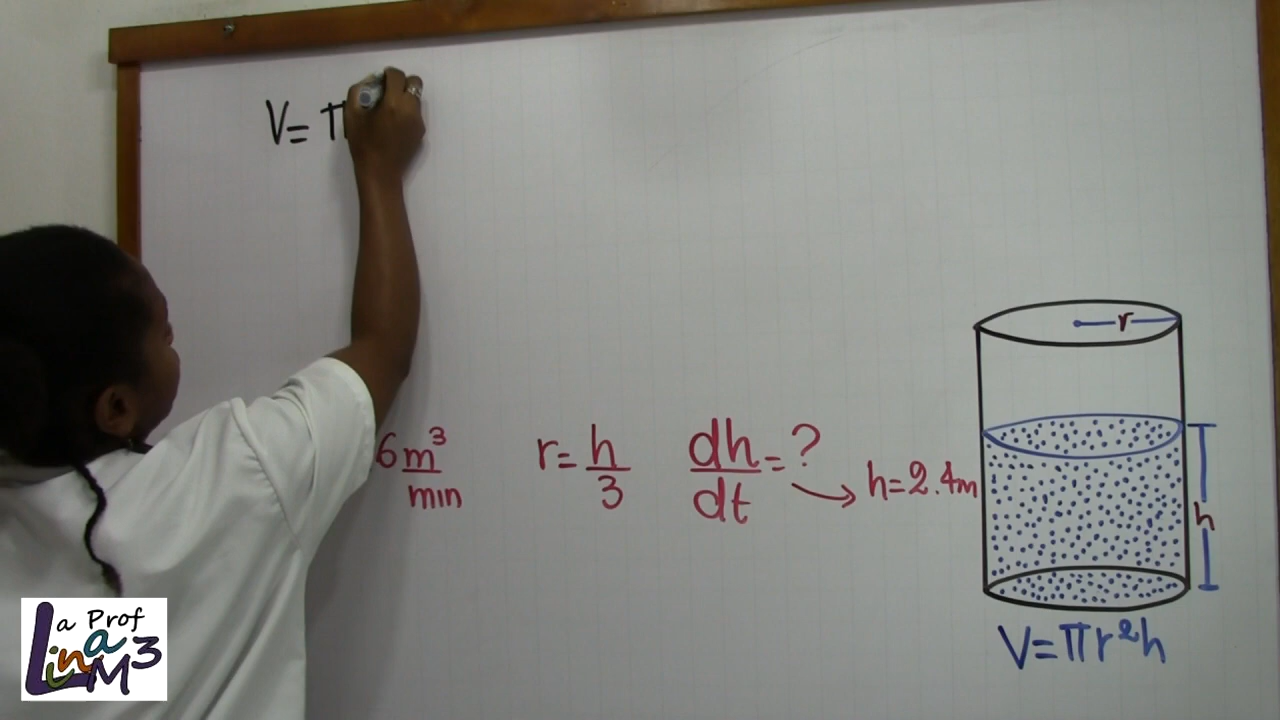 V= π
6 m³/min
r= h/3
dh/dt = ?
h=2.4m
r
h
V=πr²h
La Prof
Lina M3